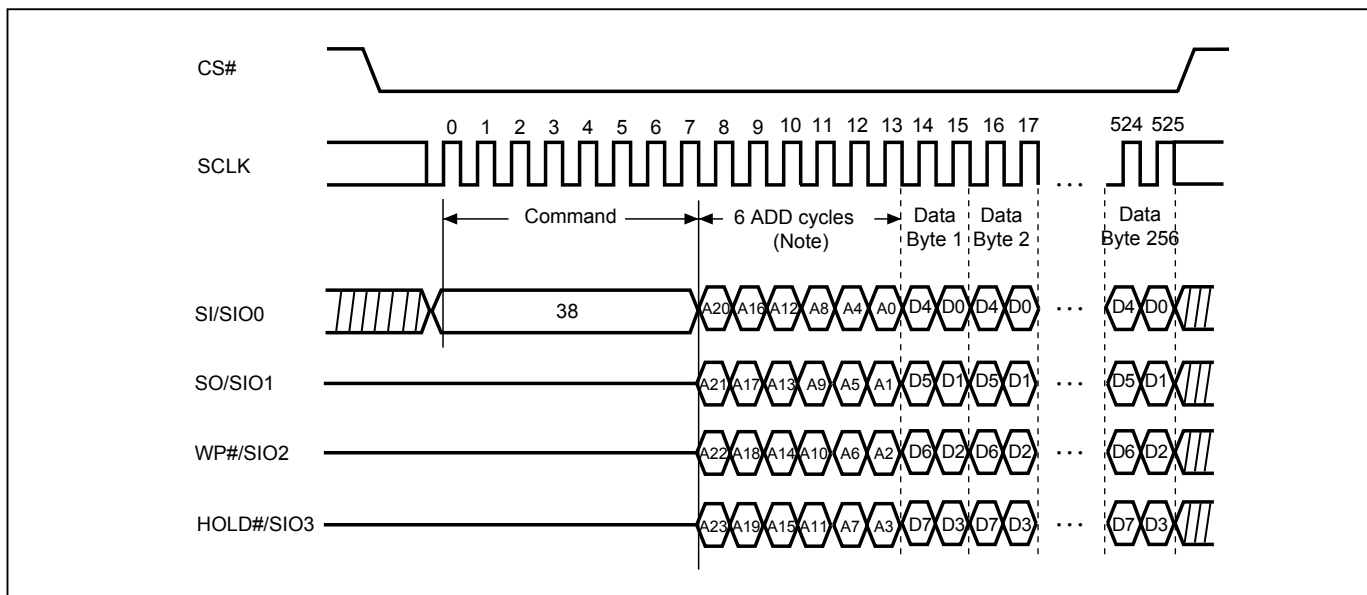 CS#
0 1 2 3 4 5 6 7 8 9 10 11 12 13 14 15 16 17 524 525
SCLK
...
Command 6 ADD cycles Data Data Data
(Note) Byte 1 Byte 2 Byte 256
SI/SIO0 38 A20 A16 A12 A8 A4 A0 D4 D0 D4 D0 ... D4 D0
SO/SIO1 A21 A17 A13 A9 A5 A1 D5 D1 D5 D1 ... D5 D1
WP#/SIO2 A22 A18 A14 A10 A6 A2 D6 D2 D6 D2 ... D6 D2
HOLD#/SIO3 A23 A19 A15 A11 A7 A3 D7 D3 D7 D3 ... D7 D3